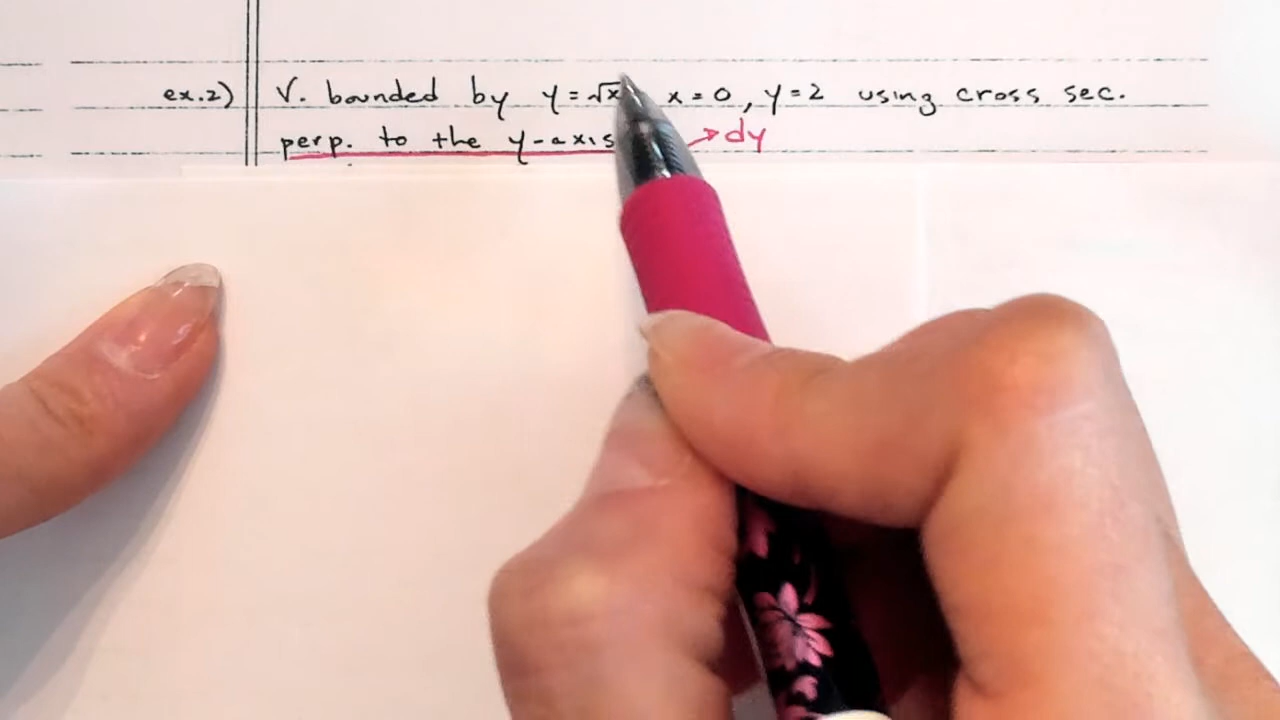 ex.2) V. bounded by y=√x x=0, y=2 using cross sec.
perp. to the y-axis → dy